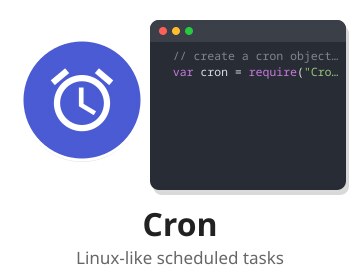 // create a cron object…
var cron = require("Cro…
Cron
Linux-like scheduled tasks